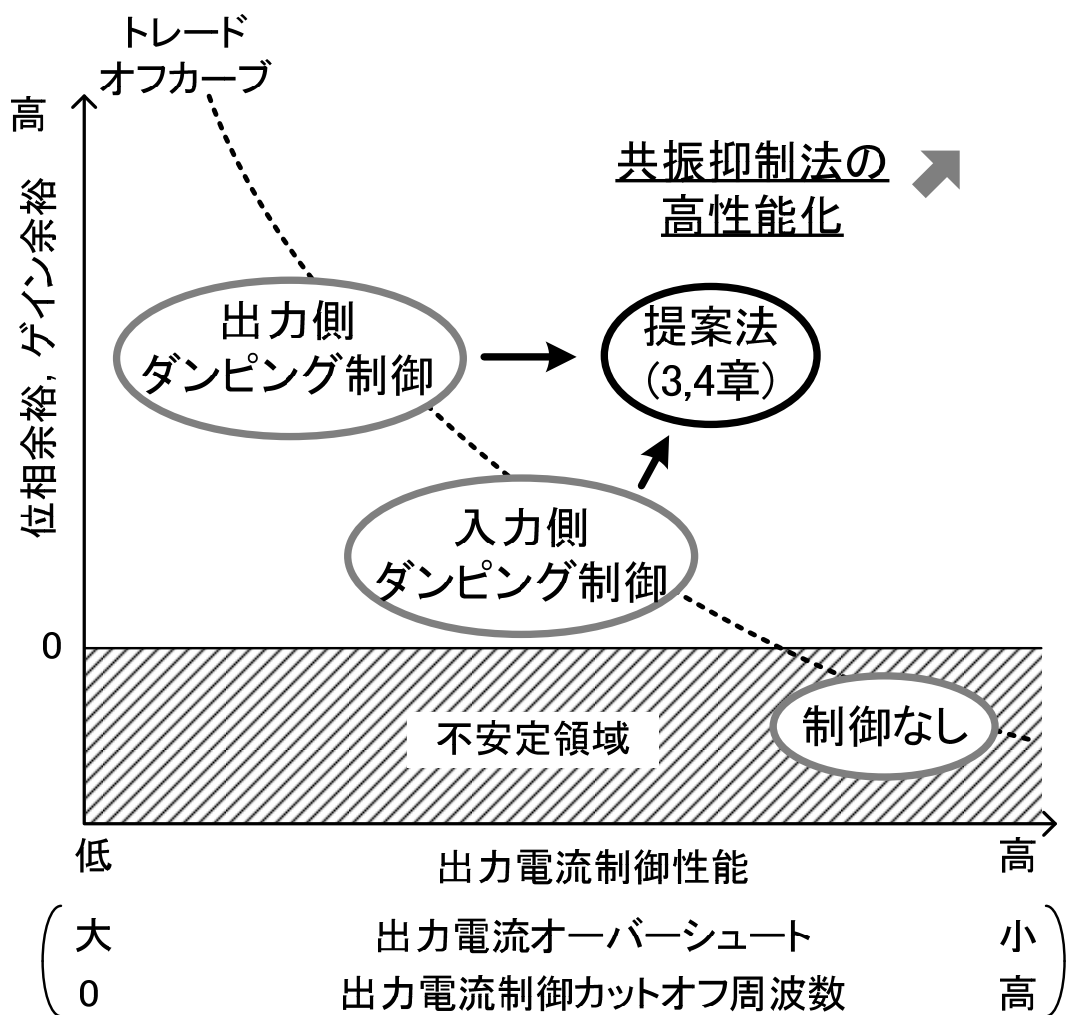 トレード
オフカーブ
高
位相余裕, ゲイン余裕
共振抑制法の
高性能化
出力側
ダンピング制御
提案法
(3,4章)
入力側
ダンピング制御
0
不安定領域
制御なし
低 出力電流制御性能 高
大 出力電流オーバーシュート 小
0 出力電流制御カットオフ周波数 高